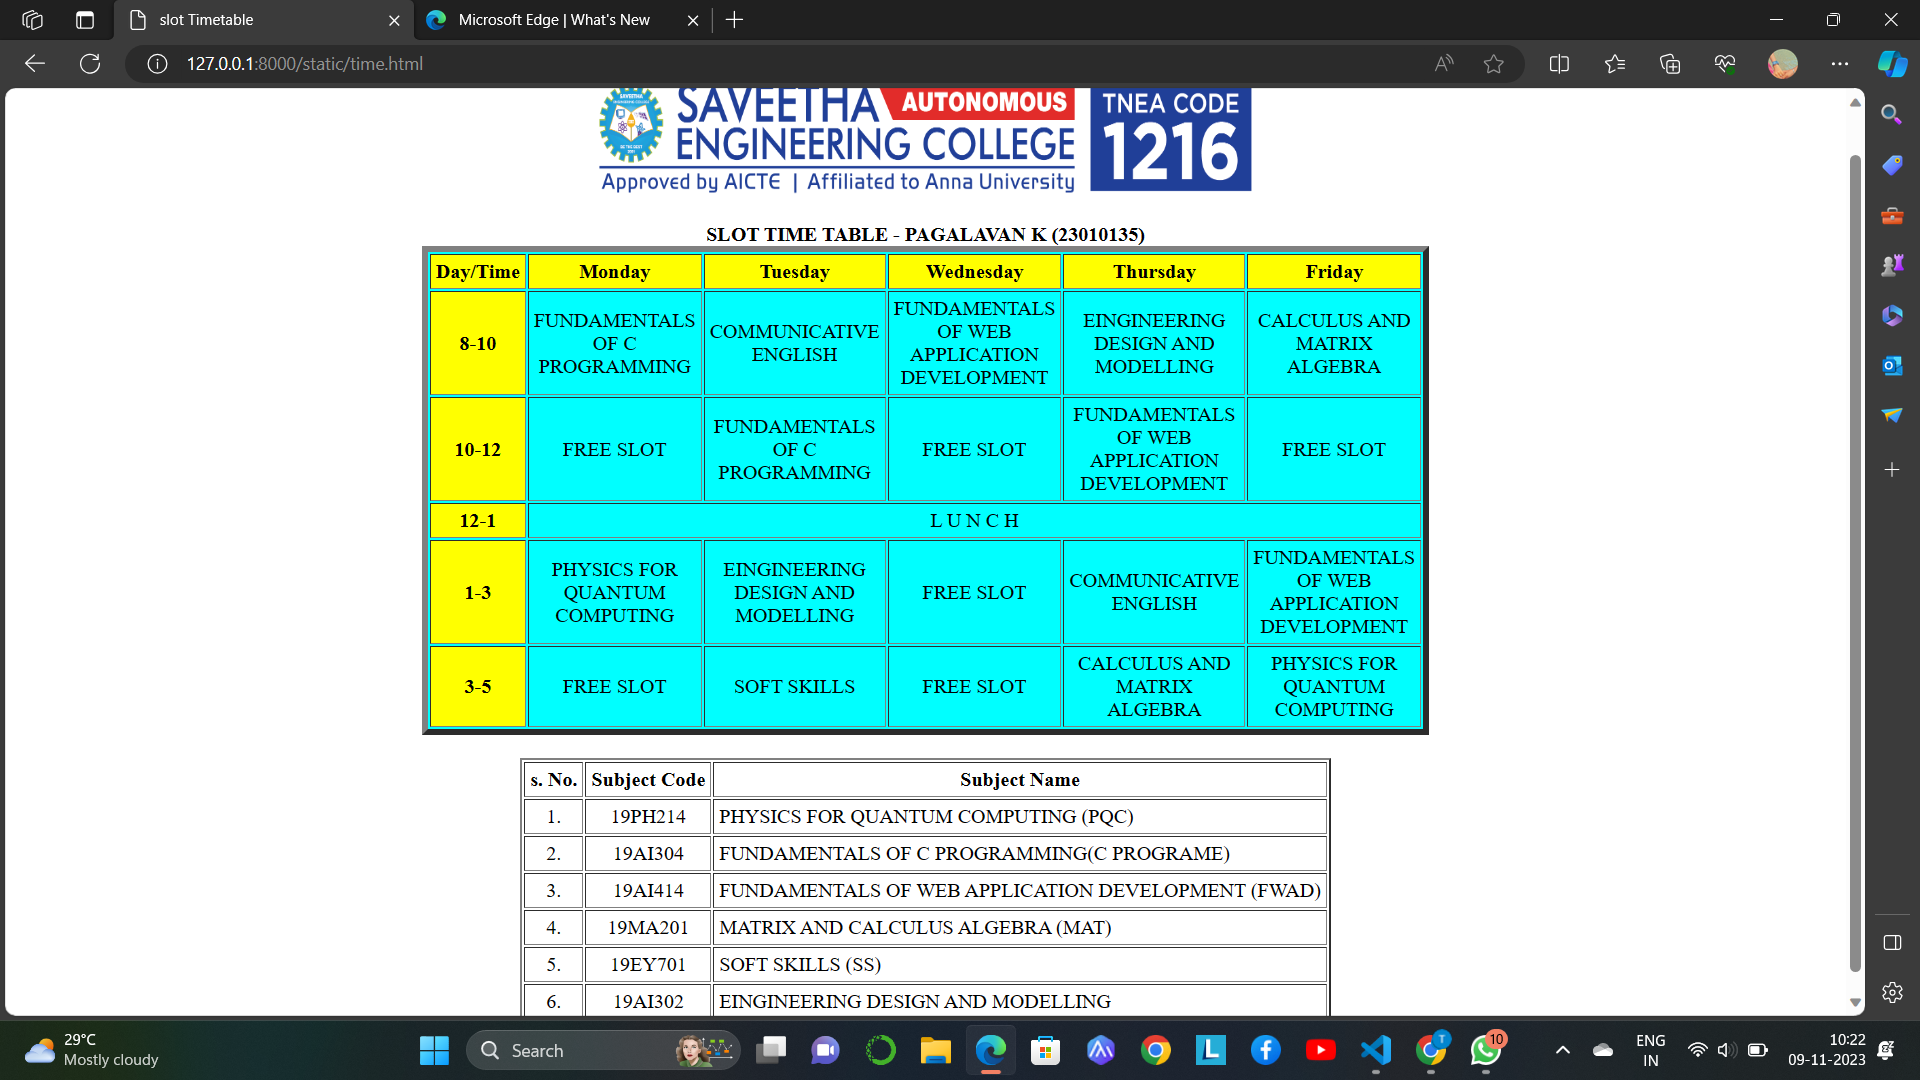 slot Timetable
Microsoft Edge | What's New
127.0.0.1:8000/static/time.html
SAVEETHA AUTONOMOUS
ENGINEERING COLLEGE
Approved by AICTE | Affiliated to Anna University
TNEA CODE
1216
SLOT TIME TABLE - PAGALAVAN K (23010135)
Day/Time Monday Tuesday Wednesday Thursday Friday
8-10
FUNDAMENTALS
OF C
PROGRAMMING
COMMUNICATIVE
ENGLISH
FUNDAMENTALS
OF WEB
APPLICATION
DEVELOPMENT
EINGINEERING
DESIGN AND
MODELLING
CALCULUS AND
MATRIX
ALGEBRA
10-12
FREE SLOT
FUNDAMENTALS
OF C
PROGRAMMING
FREE SLOT
FUNDAMENTALS
OF WEB
APPLICATION
DEVELOPMENT
FREE SLOT
12-1
L U N C H
1-3
PHYSICS FOR
QUANTUM
COMPUTING
EINGINEERING
DESIGN AND
MODELLING
FREE SLOT
COMMUNICATIVE
ENGLISH
FUNDAMENTALS
OF WEB
APPLICATION
DEVELOPMENT
3-5
FREE SLOT
SOFT SKILLS
FREE SLOT
CALCULUS AND
MATRIX
ALGEBRA
PHYSICS FOR
QUANTUM
COMPUTING
s. No. Subject Code Subject Name
1. 19PH214 PHYSICS FOR QUANTUM COMPUTING (PQC)
2. 19AI304 FUNDAMENTALS OF C PROGRAMMING(C PROGRAME)
3. 19AI414 FUNDAMENTALS OF WEB APPLICATION DEVELOPMENT (FWAD)
4. 19MA201 MATRIX AND CALCULUS ALGEBRA (MAT)
5. 19EY701 SOFT SKILLS (SS)
6. 19AI302 EINGINEERING DESIGN AND MODELLING
29°C
Mostly cloudy
Search
10
ENG
IN
10:22
09-11-2023